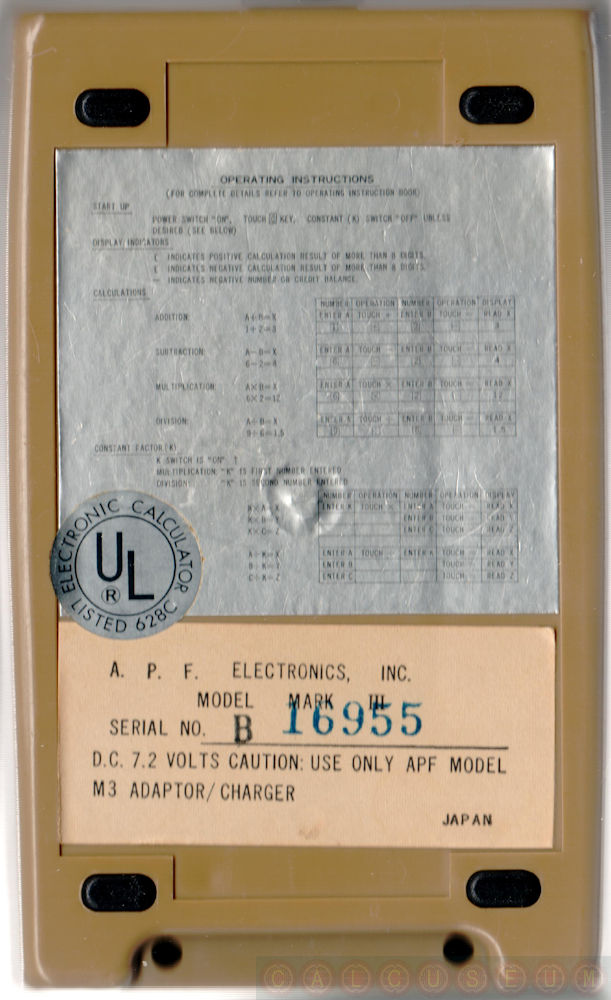 OPERATING INSTRUCTIONS
(FOR COMPLETE DETAILS REFER TO OPERATING INSTRUCTION BOOK)
START UP
POWER SWITCH "ON", TOUCH KEY, CONSTANT (K) SWITCH "OFF" UNLESS
DESIRED (SEE BELOW)
DISPLAY INDICATORS
INDICATES POSITIVE CALCULATION RESULT OF MORE THAN 8 DIGITS.
INDICATES NEGATIVE CALCULATION RESULT OF MORE THAN 8 DIGITS.
— INDICATES NEGATIVE NUMBER OR CREDIT BALANCE.
CALCULATIONS
NUMBER OPERATION NUMBER OPERATION DISPLAY
ADDITION: A+B=X ENTER A TOUCH + ENTER B TOUCH = READ X
1+2=3 3
SUBTRACTION: A-B=X ENTER A TOUCH ENTER B TOUCH READ X
4
MULTIPLICATION: A×B=X ENTER A TOUCH × ENTER B TOUCH = READ X
6×2=12 12
DIVISION: A÷B=X ENTER A TOUCH ENTER B TOUCH READ X
9÷6=1.5 1.5
CONSTANT FACTOR (K)
K SWITCH IS "ON"
MULTIPLICATION: "K" IS FIRST NUMBER ENTERED
DIVISION: "K" IS SECOND NUMBER ENTERED
NUMBER OPERATION NUMBER OPERATION DISPLAY
K×A=X ENTER K TOUCH × ENTER A TOUCH READ X
K×B=Y ENTER B TOUCH READ Y
K×C=Z ENTER C TOUCH READ Z
A÷K=X ENTER A TOUCH ENTER K TOUCH READ X
B÷K=Y ENTER B TOUCH READ Y
C÷K=Z ENTER C TOUCH READ Z
ELECTRONIC CALCULATOR
UL
®
LISTED 628C
A. P. F. ELECTRONICS, INC.
MODEL MARK III
SERIAL NO. B 16955
D.C. 7.2 VOLTS CAUTION: USE ONLY APF MODEL
M3 ADAPTOR/CHARGER
JAPAN
CALCUSEUM